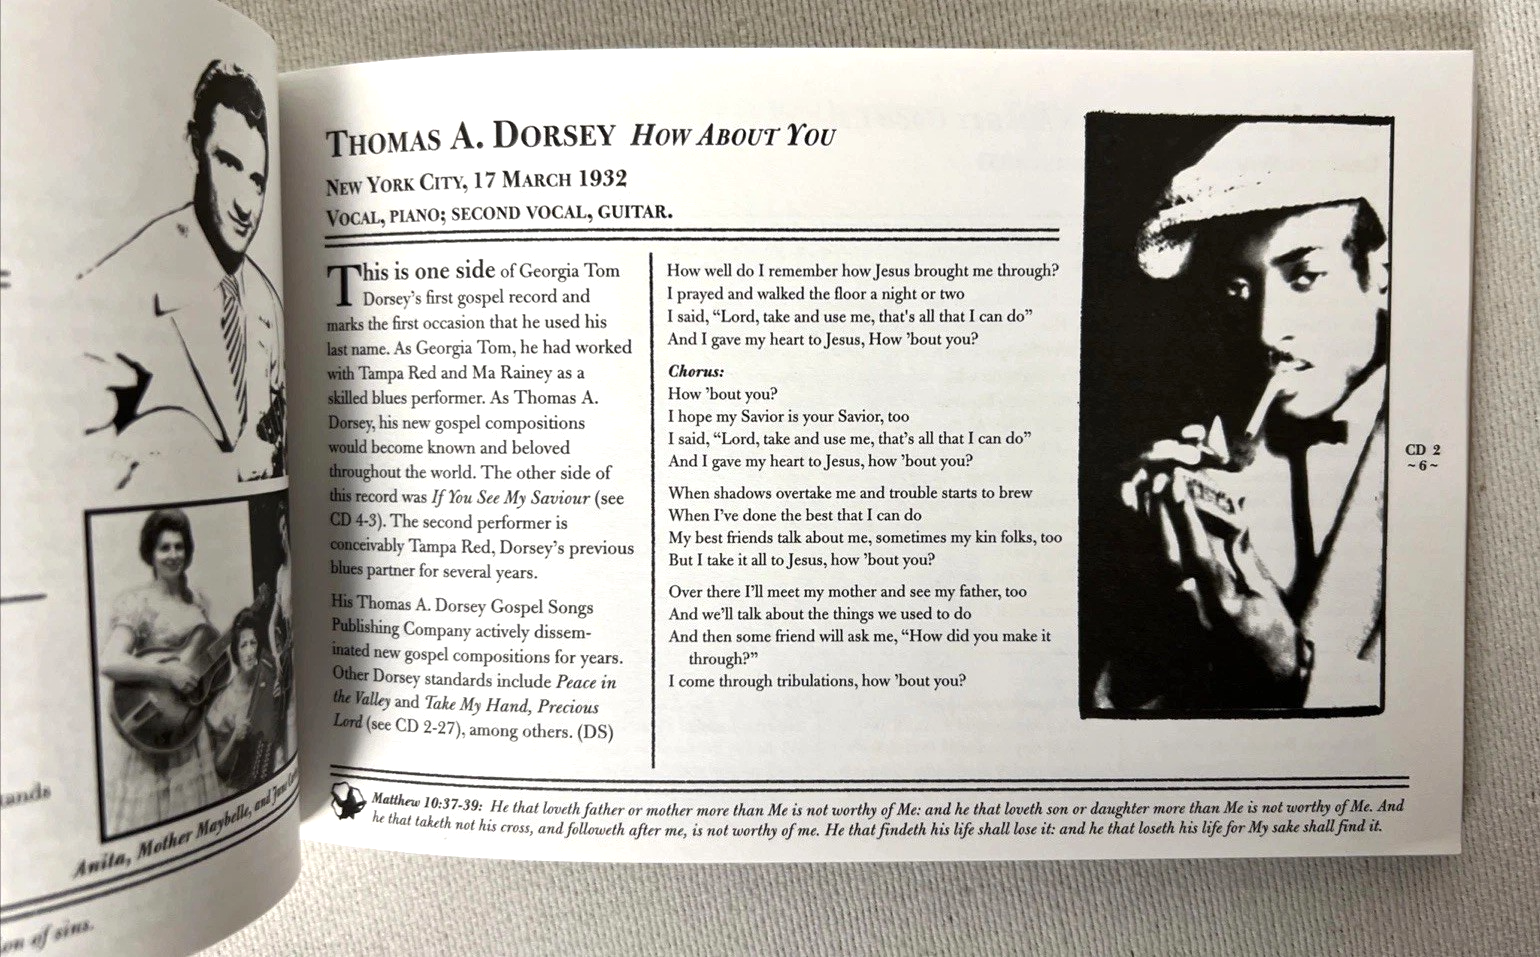 ands
Anita, Mother Maybelle, and
on of sins.
THOMAS A. DORSEY HOW ABOUT YOU
NEW YORK CITY, 17 MARCH 1932
VOCAL, PIANO; SECOND VOCAL, GUITAR.
This is one side of Georgia Tom
Dorsey's first gospel record and
marks the first occasion that he used his
last name. As Georgia Tom, he had worked
with Tampa Red and Ma Rainey as a
skilled blues performer. As Thomas A.
Dorsey, his new gospel compositions
would become known and beloved
throughout the world. The other side of
this record was If You See My Saviour (see
CD 4-3). The second performer is
conceivably Tampa Red, Dorsey's previous
blues partner for several years.
His Thomas A. Dorsey Gospel Songs
Publishing Company actively dissem-
inated new gospel compositions for years.
Other Dorsey standards include Peace in
the Valley and Take My Hand, Precious
Lord (see CD 2-27), among others. (DS)
How well do I remember how Jesus brought me through?
I prayed and walked the floor a night or two
I said, “Lord, take and use me, that's all that I can do”
And I gave my heart to Jesus, How ’bout you?
Chorus:
How ’bout you?
I hope my Savior is your Savior, too
I said, “Lord, take and use me, that’s all that I can do”
And I gave my heart to Jesus, how ’bout you?
When shadows overtake me and trouble starts to brew
When I’ve done the best that I can do
My best friends talk about me, sometimes my kin folks, too
But I take it all to Jesus, how ’bout you?
Over there I’ll meet my mother and see my father, too
And we’ll talk about the things we used to do
And then some friend will ask me, “How did you make it
through?”
I come through tribulations, how ’bout you?
CD 2
~6~
Matthew 10:37-39: He that loveth father or mother more than Me is not worthy of Me: and he that loveth son or daughter more than Me is not worthy of Me. And
he that taketh not his cross, and followeth after me, is not worthy of me. He that findeth his life shall lose it: and he that loseth his life for My sake shall find it.